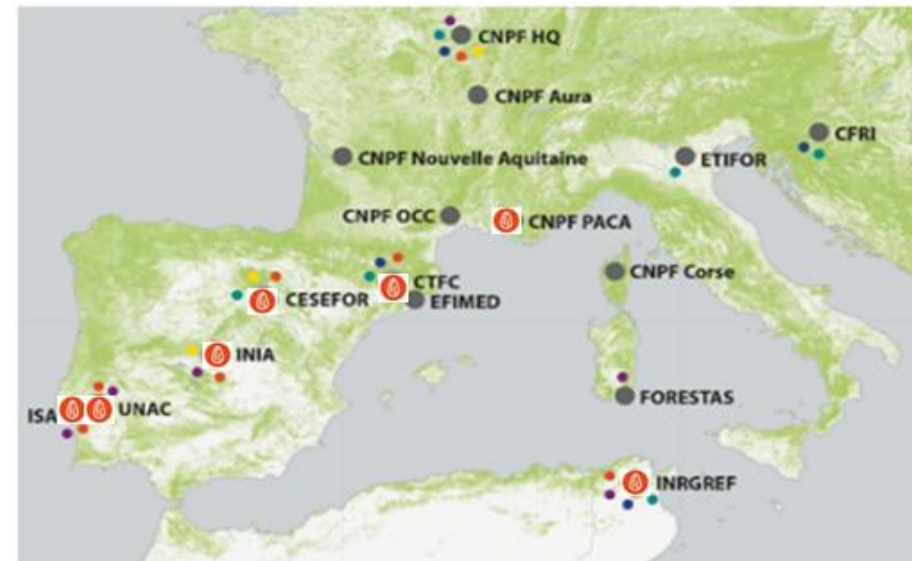 CNPF HQ
CNPF Aura
CFRI
CNPF Nouvelle Aquitaine
ETIFOR
CNPF OCC
CNPF PACA
CNPF Corse
CTFC
CESEFOR
EFIMED
INIA
FORESTAS
ISA
UNAC
INRGREF